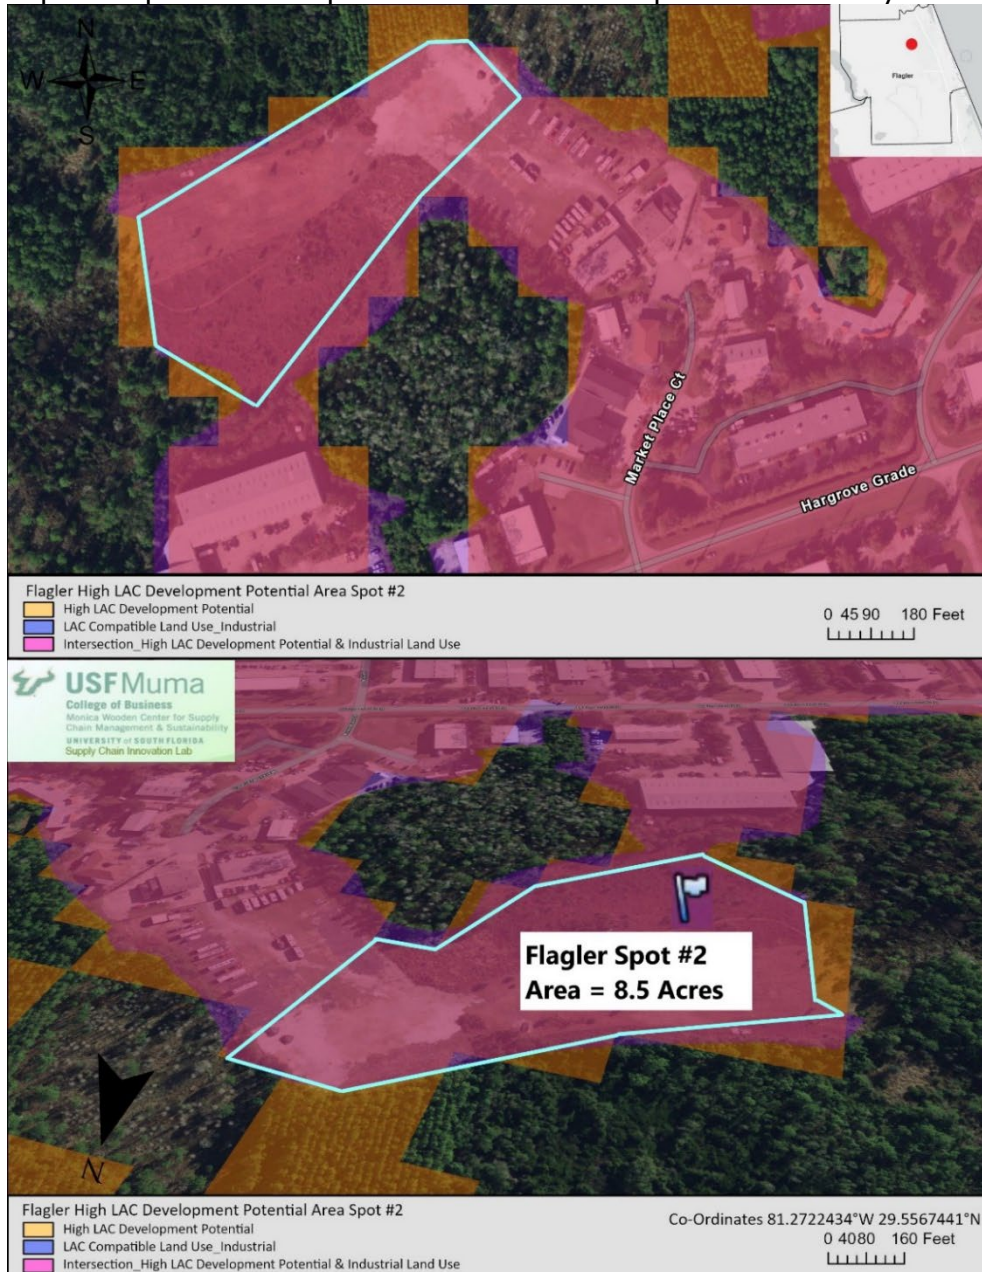 N
W E
S
Flagler
Market Place Ct
Hargrove Grade
Flagler High LAC Development Potential Area Spot #2
High LAC Development Potential
LAC Compatible Land Use_Industrial
Intersection_High LAC Development Potential & Industrial Land Use
0 45 90 180 Feet
USF Muma
College of Business
Monica Wooden Center for Supply
Chain Management & Sustainability
UNIVERSITY of SOUTH FLORIDA
Supply Chain Innovation Lab
Flagler Spot #2
Area = 8.5 Acres
N
Flagler High LAC Development Potential Area Spot #2
High LAC Development Potential
LAC Compatible Land Use_Industrial
Intersection_High LAC Development Potential & Industrial Land Use
Co-Ordinates 81.2722434°W 29.5567441°N
0 4080 160 Feet